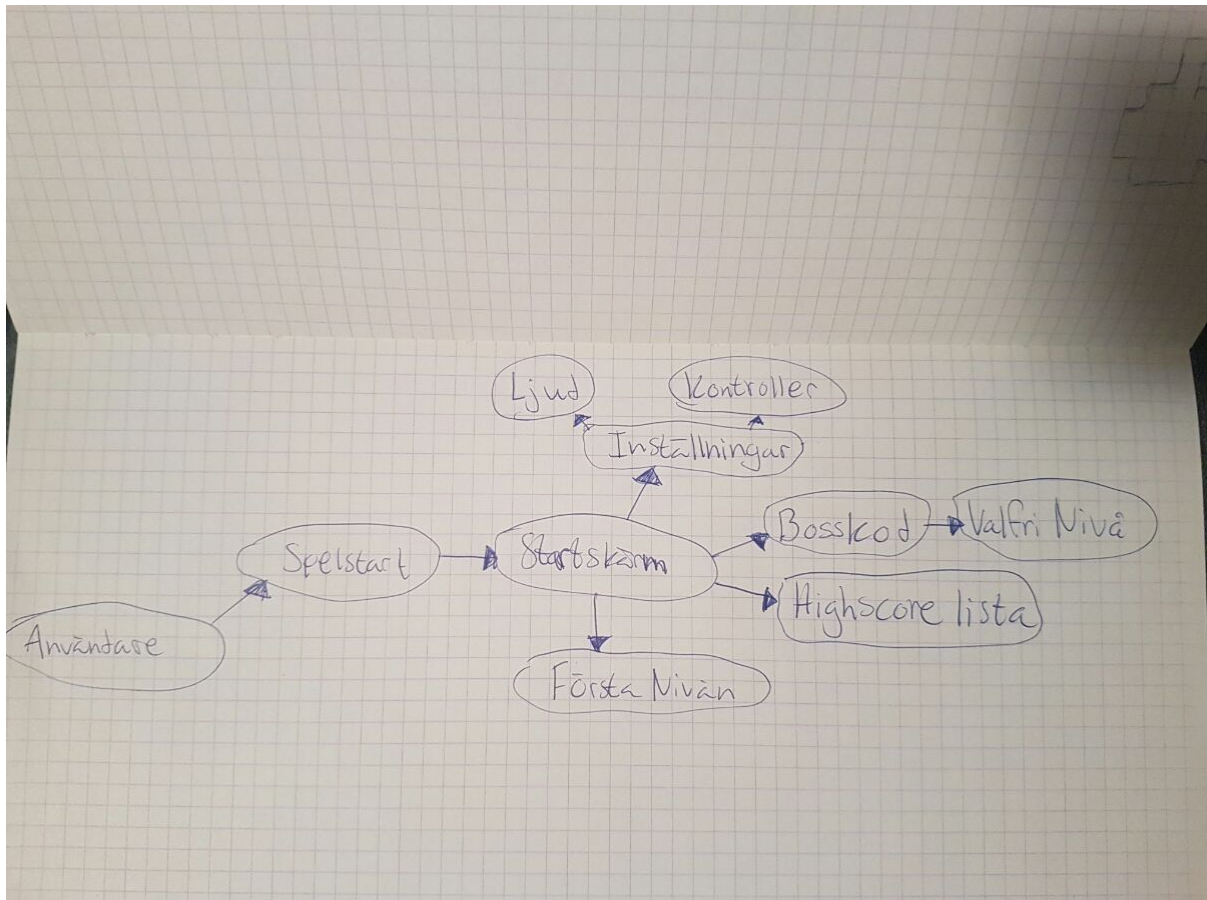 Ljud
Kontroller
Inställningar
Bosskod
Valfri Nivå
Spelstart
Startskärm
Highscore lista
Användare
Första Nivån